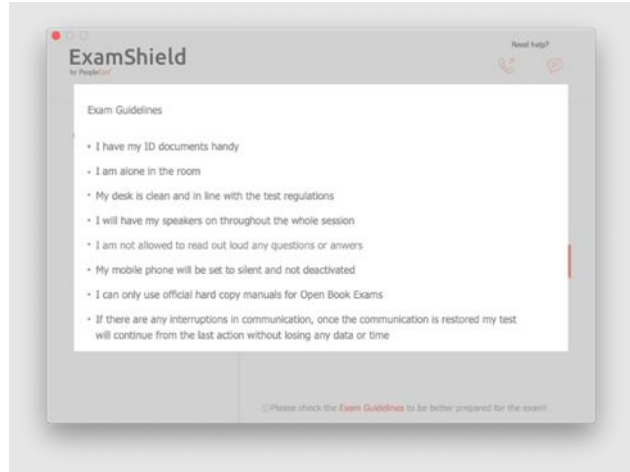 Need help?
ExamShield
by PeopleCert
Exam Guidelines
• I have my ID documents handy
• I am alone in the room
• My desk is clean and in line with the test regulations
• I will have my speakers on throughout the whole session
• I am not allowed to read out loud any questions or anwers
• My mobile phone will be set to silent and not deactivated
• I can only use official hard copy manuals for Open Book Exams
• If there are any interruptions in communication, once the communication is restored my test
will continue from the last action without losing any data or time
Please check the Exam Guidelines to be better prepared for the exam!